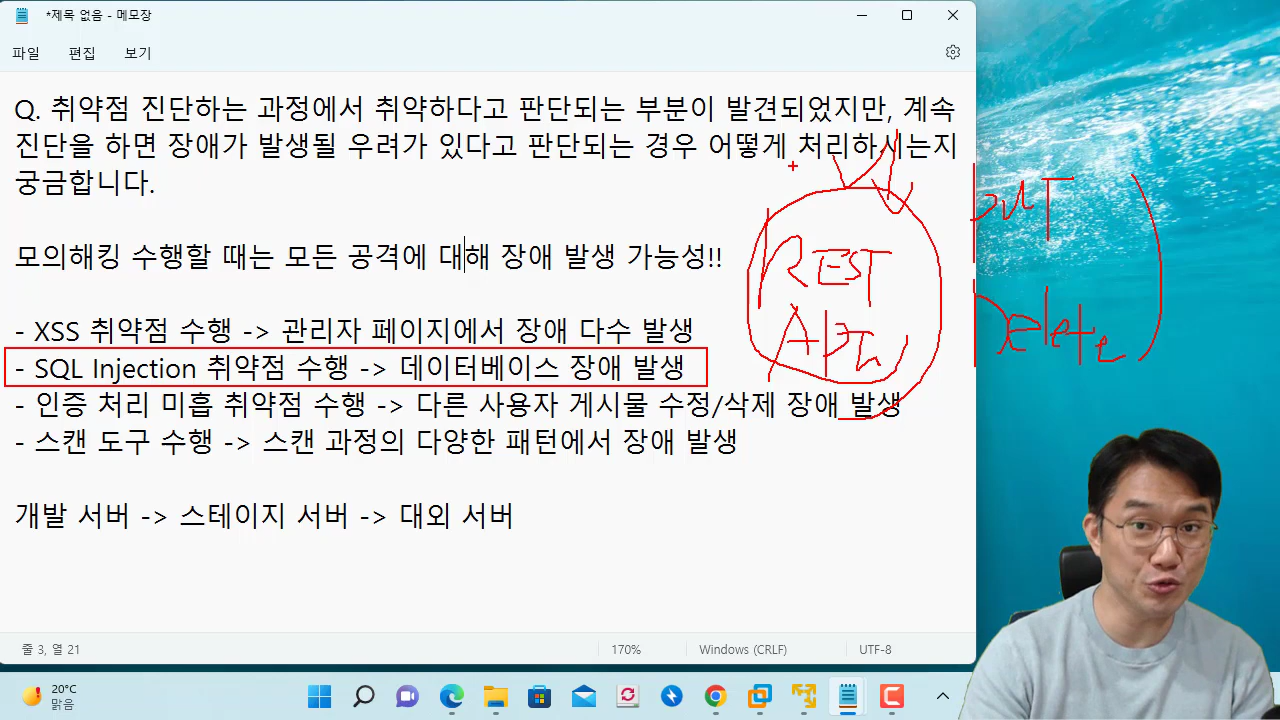 *제목 없음 - 메모장
파일 편집 보기
Q. 취약점 진단하는 과정에서 취약하다고 판단되는 부분이 발견되었지만, 계속
진단을 하면 장애가 발생될 우려가 있다고 판단되는 경우 어떻게 처리하시는지
궁금합니다.
PUT
모의해킹 수행할 때는 모든 공격에 대해 장애 발생 가능성!!
REST
API
Delete
- XSS 취약점 수행 -> 관리자 페이지에서 장애 다수 발생
- SQL Injection 취약점 수행 -> 데이터베이스 장애 발생
- 인증 처리 미흡 취약점 수행 -> 다른 사용자 게시물 수정/삭제 장애 발생
- 스캔 도구 수행 -> 스캔 과정의 다양한 패턴에서 장애 발생
개발 서버 -> 스테이지 서버 -> 대외 서버
줄 3, 열 21 170% Windows (CRLF) UTF-8
20°C
맑음